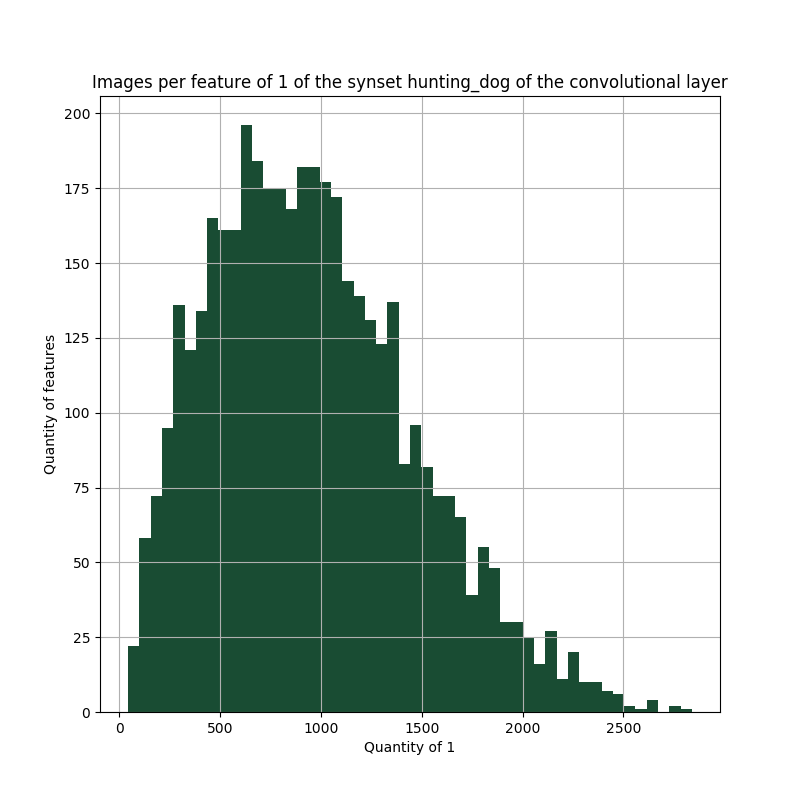 Images per feature of 1 of the synset hunting_dog of the convolutional layer
200
175
150
125
100
75
50
25
0
Quantity of features
0 500 1000 1500 2000 2500
Quantity of 1